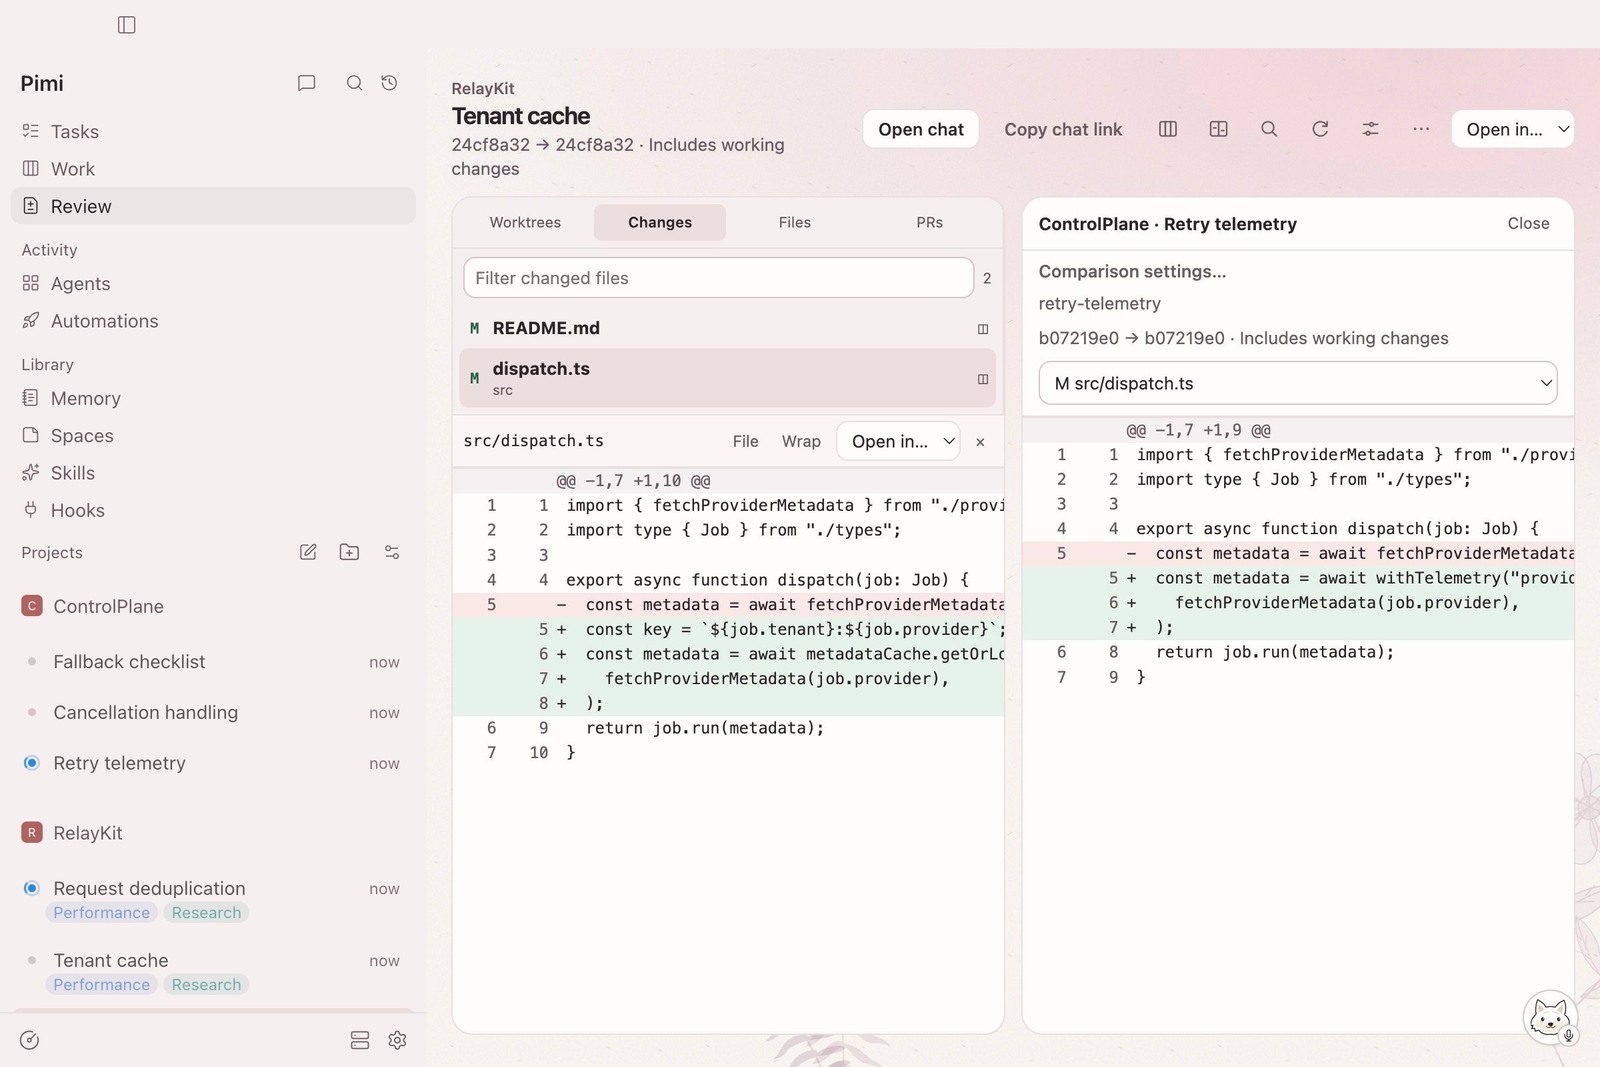 Pimi
Tasks
Work
Review
Activity
Agents
Automations
Library
Memory
Spaces
Skills
Hooks
Projects
C ControlPlane
Fallback checklist now
Cancellation handling now
Retry telemetry now
R RelayKit
Request deduplication now
Performance Research
Tenant cache now
Performance Research
RelayKit
Tenant cache
24cf8a32 → 24cf8a32 · Includes working
changes
Open chat
Copy chat link
Open in...
Worktrees Changes Files PRs
Filter changed files 2
M README.md
M dispatch.ts
src
src/dispatch.ts File Wrap Open in... ×
@@ −1,7 +1,10 @@
1 1 import { fetchProviderMetadata } from "./provi
2 2 import type { Job } from "./types";
3 3
4 4 export async function dispatch(job: Job) {
5 − const metadata = await fetchProviderMetadata
5 + const key = `${job.tenant}:${job.provider}`;
6 + const metadata = await metadataCache.getOrLo
7 + fetchProviderMetadata(job.provider),
8 + );
6 9 return job.run(metadata);
7 10 }
ControlPlane · Retry telemetry Close
Comparison settings...
retry-telemetry
b07219e0 → b07219e0 · Includes working changes
M src/dispatch.ts
@@ −1,7 +1,9 @@
1 1 import { fetchProviderMetadata } from "./provi
2 2 import type { Job } from "./types";
3 3
4 4 export async function dispatch(job: Job) {
5 − const metadata = await fetchProviderMetadata
5 + const metadata = await withTelemetry("provid
6 + fetchProviderMetadata(job.provider),
7 + );
6 8 return job.run(metadata);
7 9 }